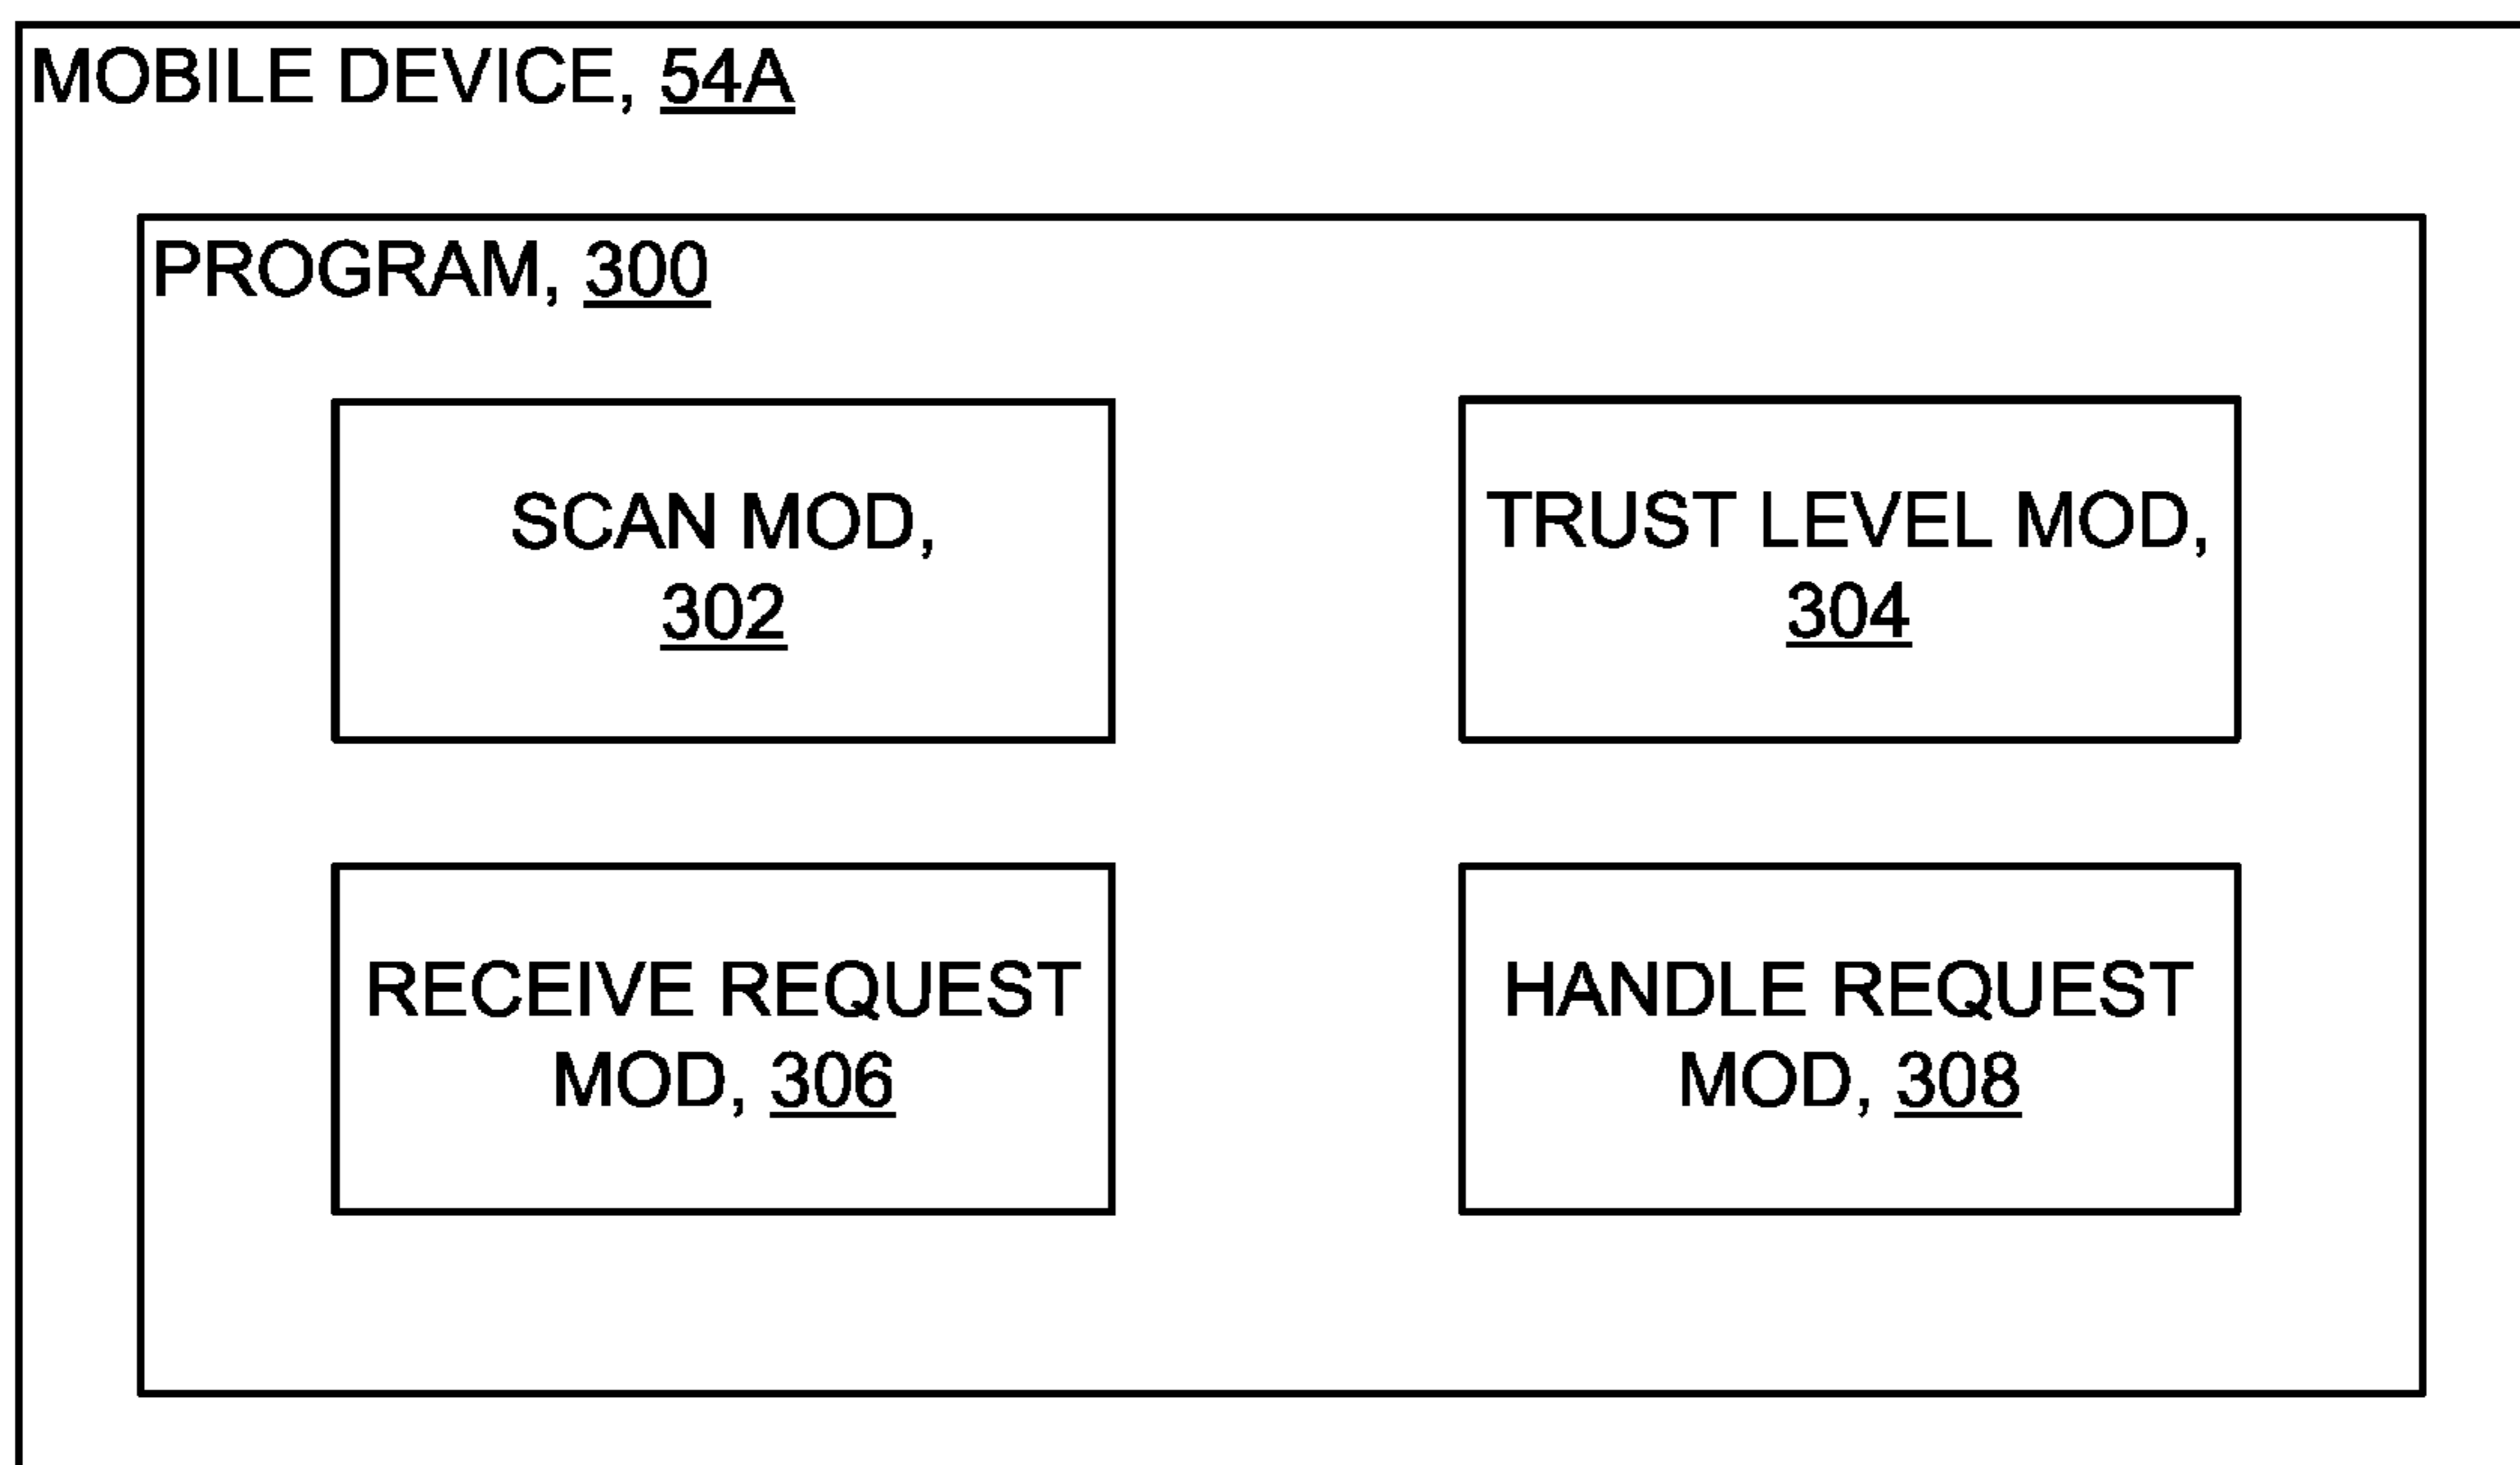 MOBILE DEVICE, 54A
PROGRAM, 300
SCAN MOD,
302
TRUST LEVEL MOD,
304
RECEIVE REQUEST
MOD, 306
HANDLE REQUEST
MOD, 308